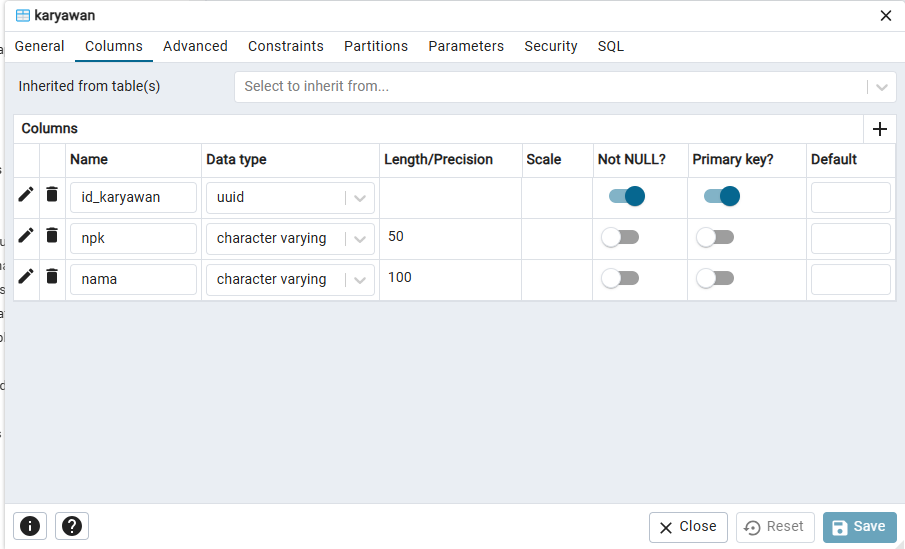 karyawan
General Columns Advanced Constraints Partitions Parameters Security SQL
Inherited from table(s) Select to inherit from...
Columns
Name Data type Length/Precision Scale Not NULL? Primary key? Default
id_karyawan uuid
npk character varying 50
nama character varying 100
Close Reset Save